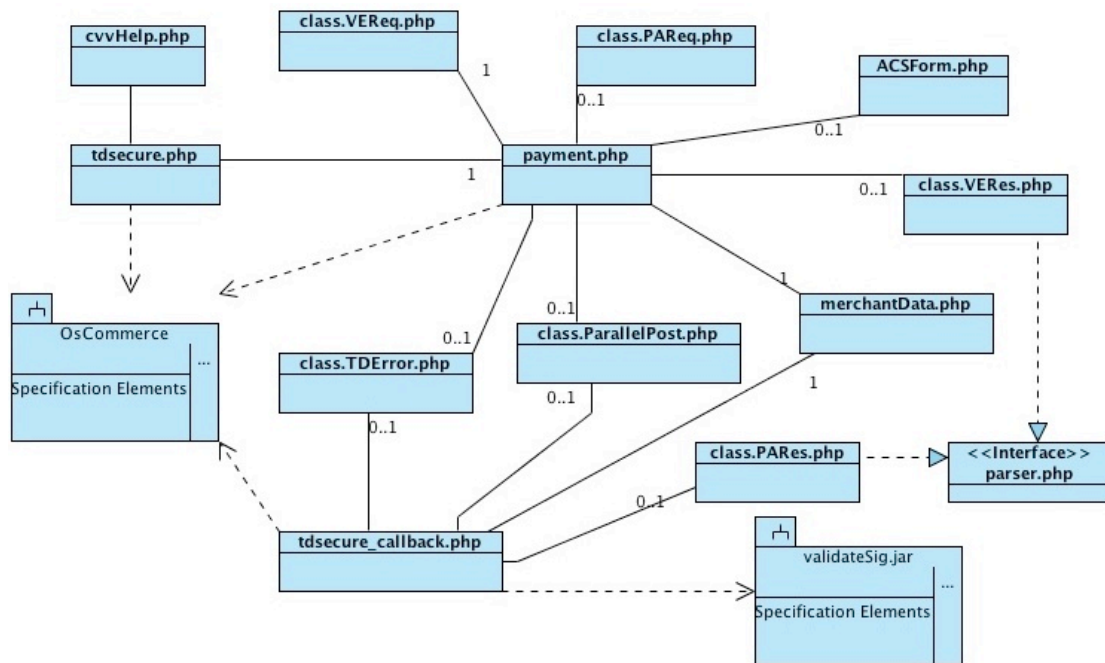 class.VEReq.php
cvvHelp.php
class.PAReq.php
ACSForm.php
1
0..1
0..1
tdsecure.php
payment.php
1
0..1
class.VERes.php
1
merchantData.php
0..1
0..1
OsCommerce
...
Specification Elements
class.TDError.php
class.ParallelPost.php
1
0..1
0..1
class.PARes.php
<<Interface>>
parser.php
0..1
tdsecure_callback.php
validateSig.jar
...
Specification Elements